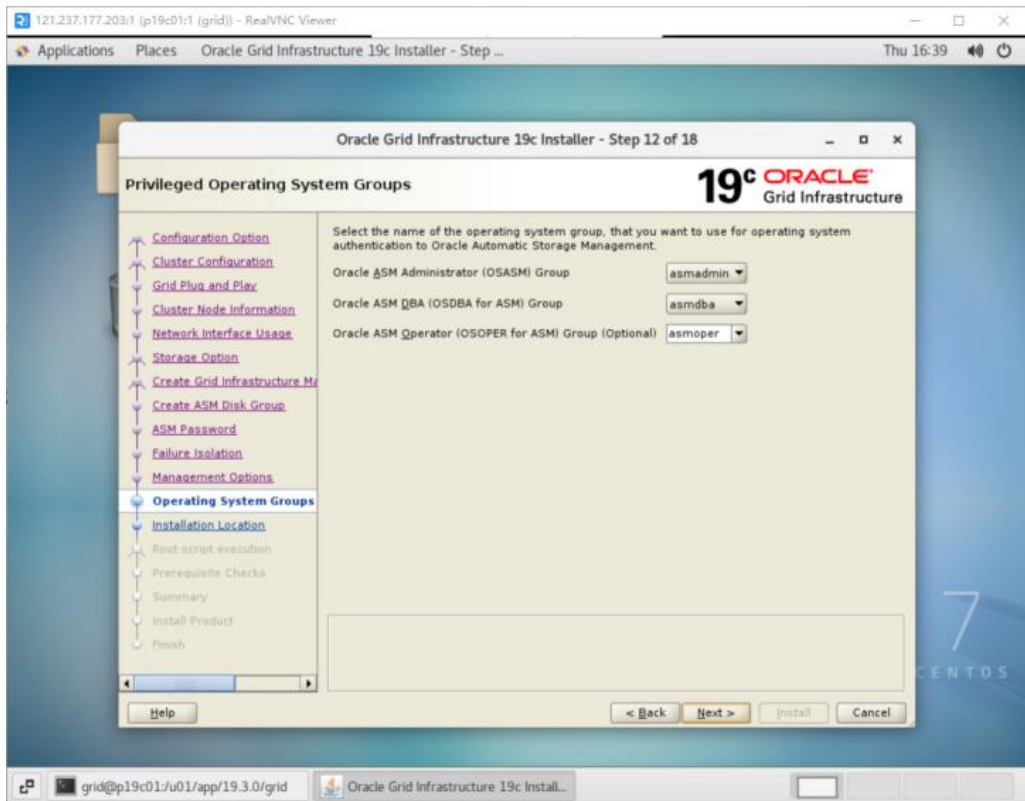 121.237.177.203:1 (p19c01:1 (grid)) - RealVNC Viewer
Applications Places Oracle Grid Infrastructure 19c Installer - Step ... Thu 16:39
Oracle Grid Infrastructure 19c Installer - Step 12 of 18
Privileged Operating System Groups
19c ORACLE
Grid Infrastructure
Configuration Option
Cluster Configuration
Grid Plug and Play
Cluster Node Information
Network Interface Usage
Storage Option
Create Grid Infrastructure Ma
Create ASM Disk Group
ASM Password
Failure Isolation
Management Options
Operating System Groups
Installation Location
Root script execution
Prerequisite Checks
Summary
Install Product
Finish
Select the name of the operating system group, that you want to use for operating system
authentication to Oracle Automatic Storage Management.
Oracle ASM Administrator (OSASM) Group asmadmin
Oracle ASM DBA (OSDBA for ASM) Group asmdba
Oracle ASM Operator (OSOPER for ASM) Group (Optional) asmoper
7
CENTOS
Help < Back Next > Install Cancel
grid@p19c01:/u01/app/19.3.0/grid Oracle Grid Infrastructure 19c Install...